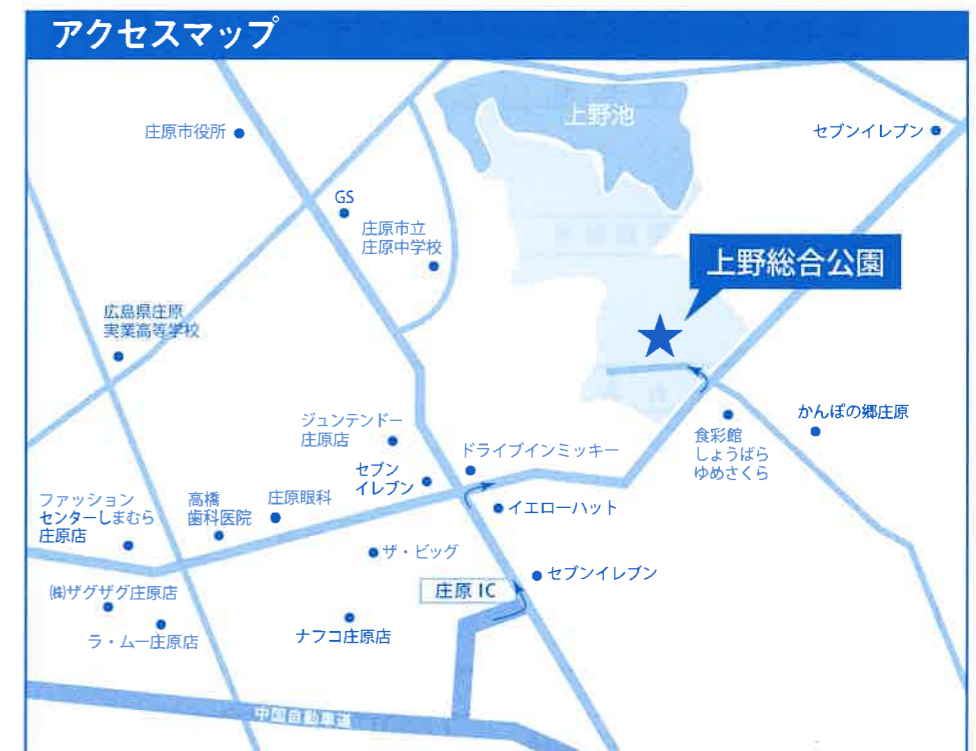 アクセスマップ
上野池
庄原市役所
セブンイレブン
GS
庄原市立
庄原中学校
上野総合公園
広島県庄原
実業高等学校
かんぽの郷庄原
ジュンテンドー
庄原店
食彩館
しょうばら
ゆめさくら
ドライブインミッキー
セブン
イレブン
ファッション
センターしまむら
庄原店
高橋
歯科医院
庄原眼科
イエローハット
ザ・ビッグ
セブンイレブン
庄原 IC
㈱ザグザグ庄原店
ラ・ムー庄原店
ナフコ庄原店
中国自動車道